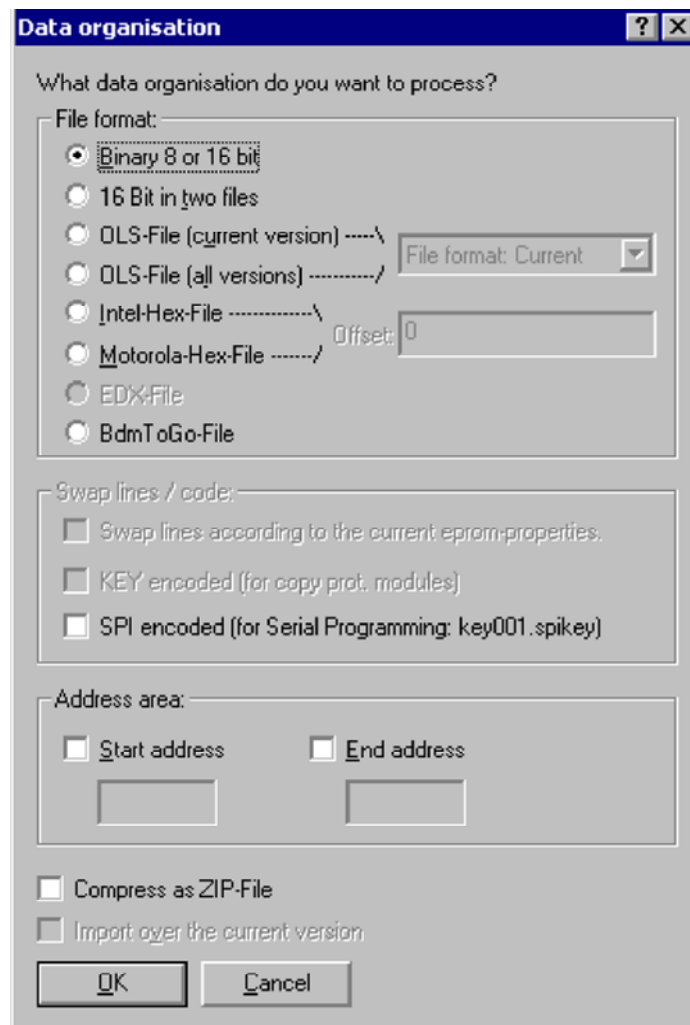 Data organisation
What data organisation do you want to process?
File format:
Binary 8 or 16 bit
16 Bit in two files
OLS-File (current version) -----\
File format: Current
OLS-File (all versions) -----------/
Intel-Hex-File -------------\
Offset: 0
Motorola-Hex-File -------/
EDX-File
BdmToGo-File
Swap lines / code:
Swap lines according to the current eprom-properties.
KEY encoded (for copy prot. modules)
SPI encoded (for Serial Programming: key001.spikey)
Address area:
Start address End address
Compress as ZIP-File
Import over the current version
OK Cancel